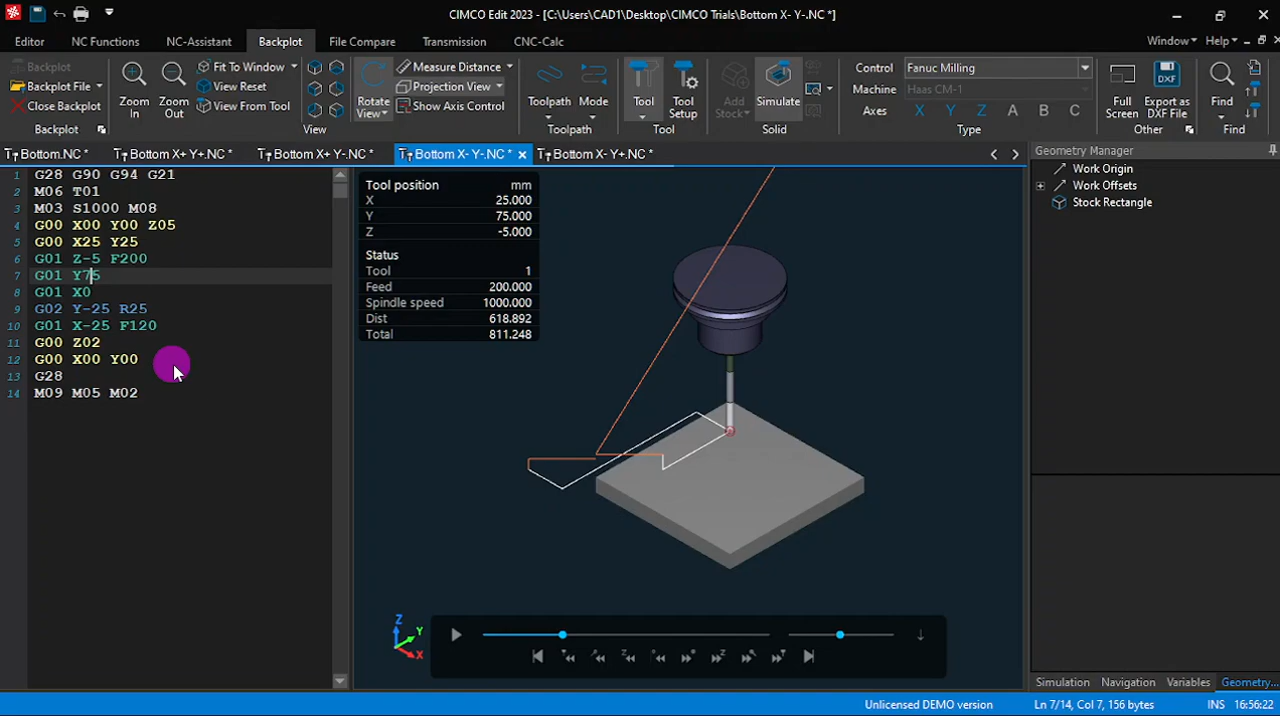 CIMCO Edit 2023 - [C:\Users\CAD1\Desktop\CIMCO Trials\Bottom X- Y-.NC *]
Editor NC Functions NC-Assistant Backplot File Compare Transmission CNC-Calc Window Help
Backplot
Backplot File
Close Backplot
Backplot
Zoom In
Zoom Out
Fit To Window
View Reset
View From Tool
View
Rotate View
Measure Distance
Projection View
Show Axis Control
Toolpath
Mode
Toolpath
Tool
Tool Setup
Tool
Add Stock
Simulate
Solid
Control Fanuc Milling
Machine Haas CM-1
Axes X Y Z A B C
Type
Full Screen
Export as DXF File
DXF
Other
Find
Find
Bottom.NC * Bottom X+ Y+.NC * Bottom X+ Y-.NC * Bottom X- Y-.NC * Bottom X- Y+.NC *
1 G28 G90 G94 G21
2 M06 T01
3 M03 S1000 M08
4 G00 X00 Y00 Z05
5 G00 X25 Y25
6 G01 Z-5 F200
7 G01 Y75
8 G01 X0
9 G02 Y-25 R25
10 G01 X-25 F120
11 G00 Z02
12 G00 X00 Y00
13 G28
14 M09 M05 M02
Tool position mm
X 25.000
Y 75.000
Z -5.000
Status
Tool 1
Feed 200.000
Spindle speed 1000.000
Dist 618.892
Total 811.248
Z
Y
X
Geometry Manager
Work Origin
Work Offsets
Stock Rectangle
Simulation Navigation Variables Geometry...
Unlicensed DEMO version Ln 7/14, Col 7, 156 bytes INS 16:56:22